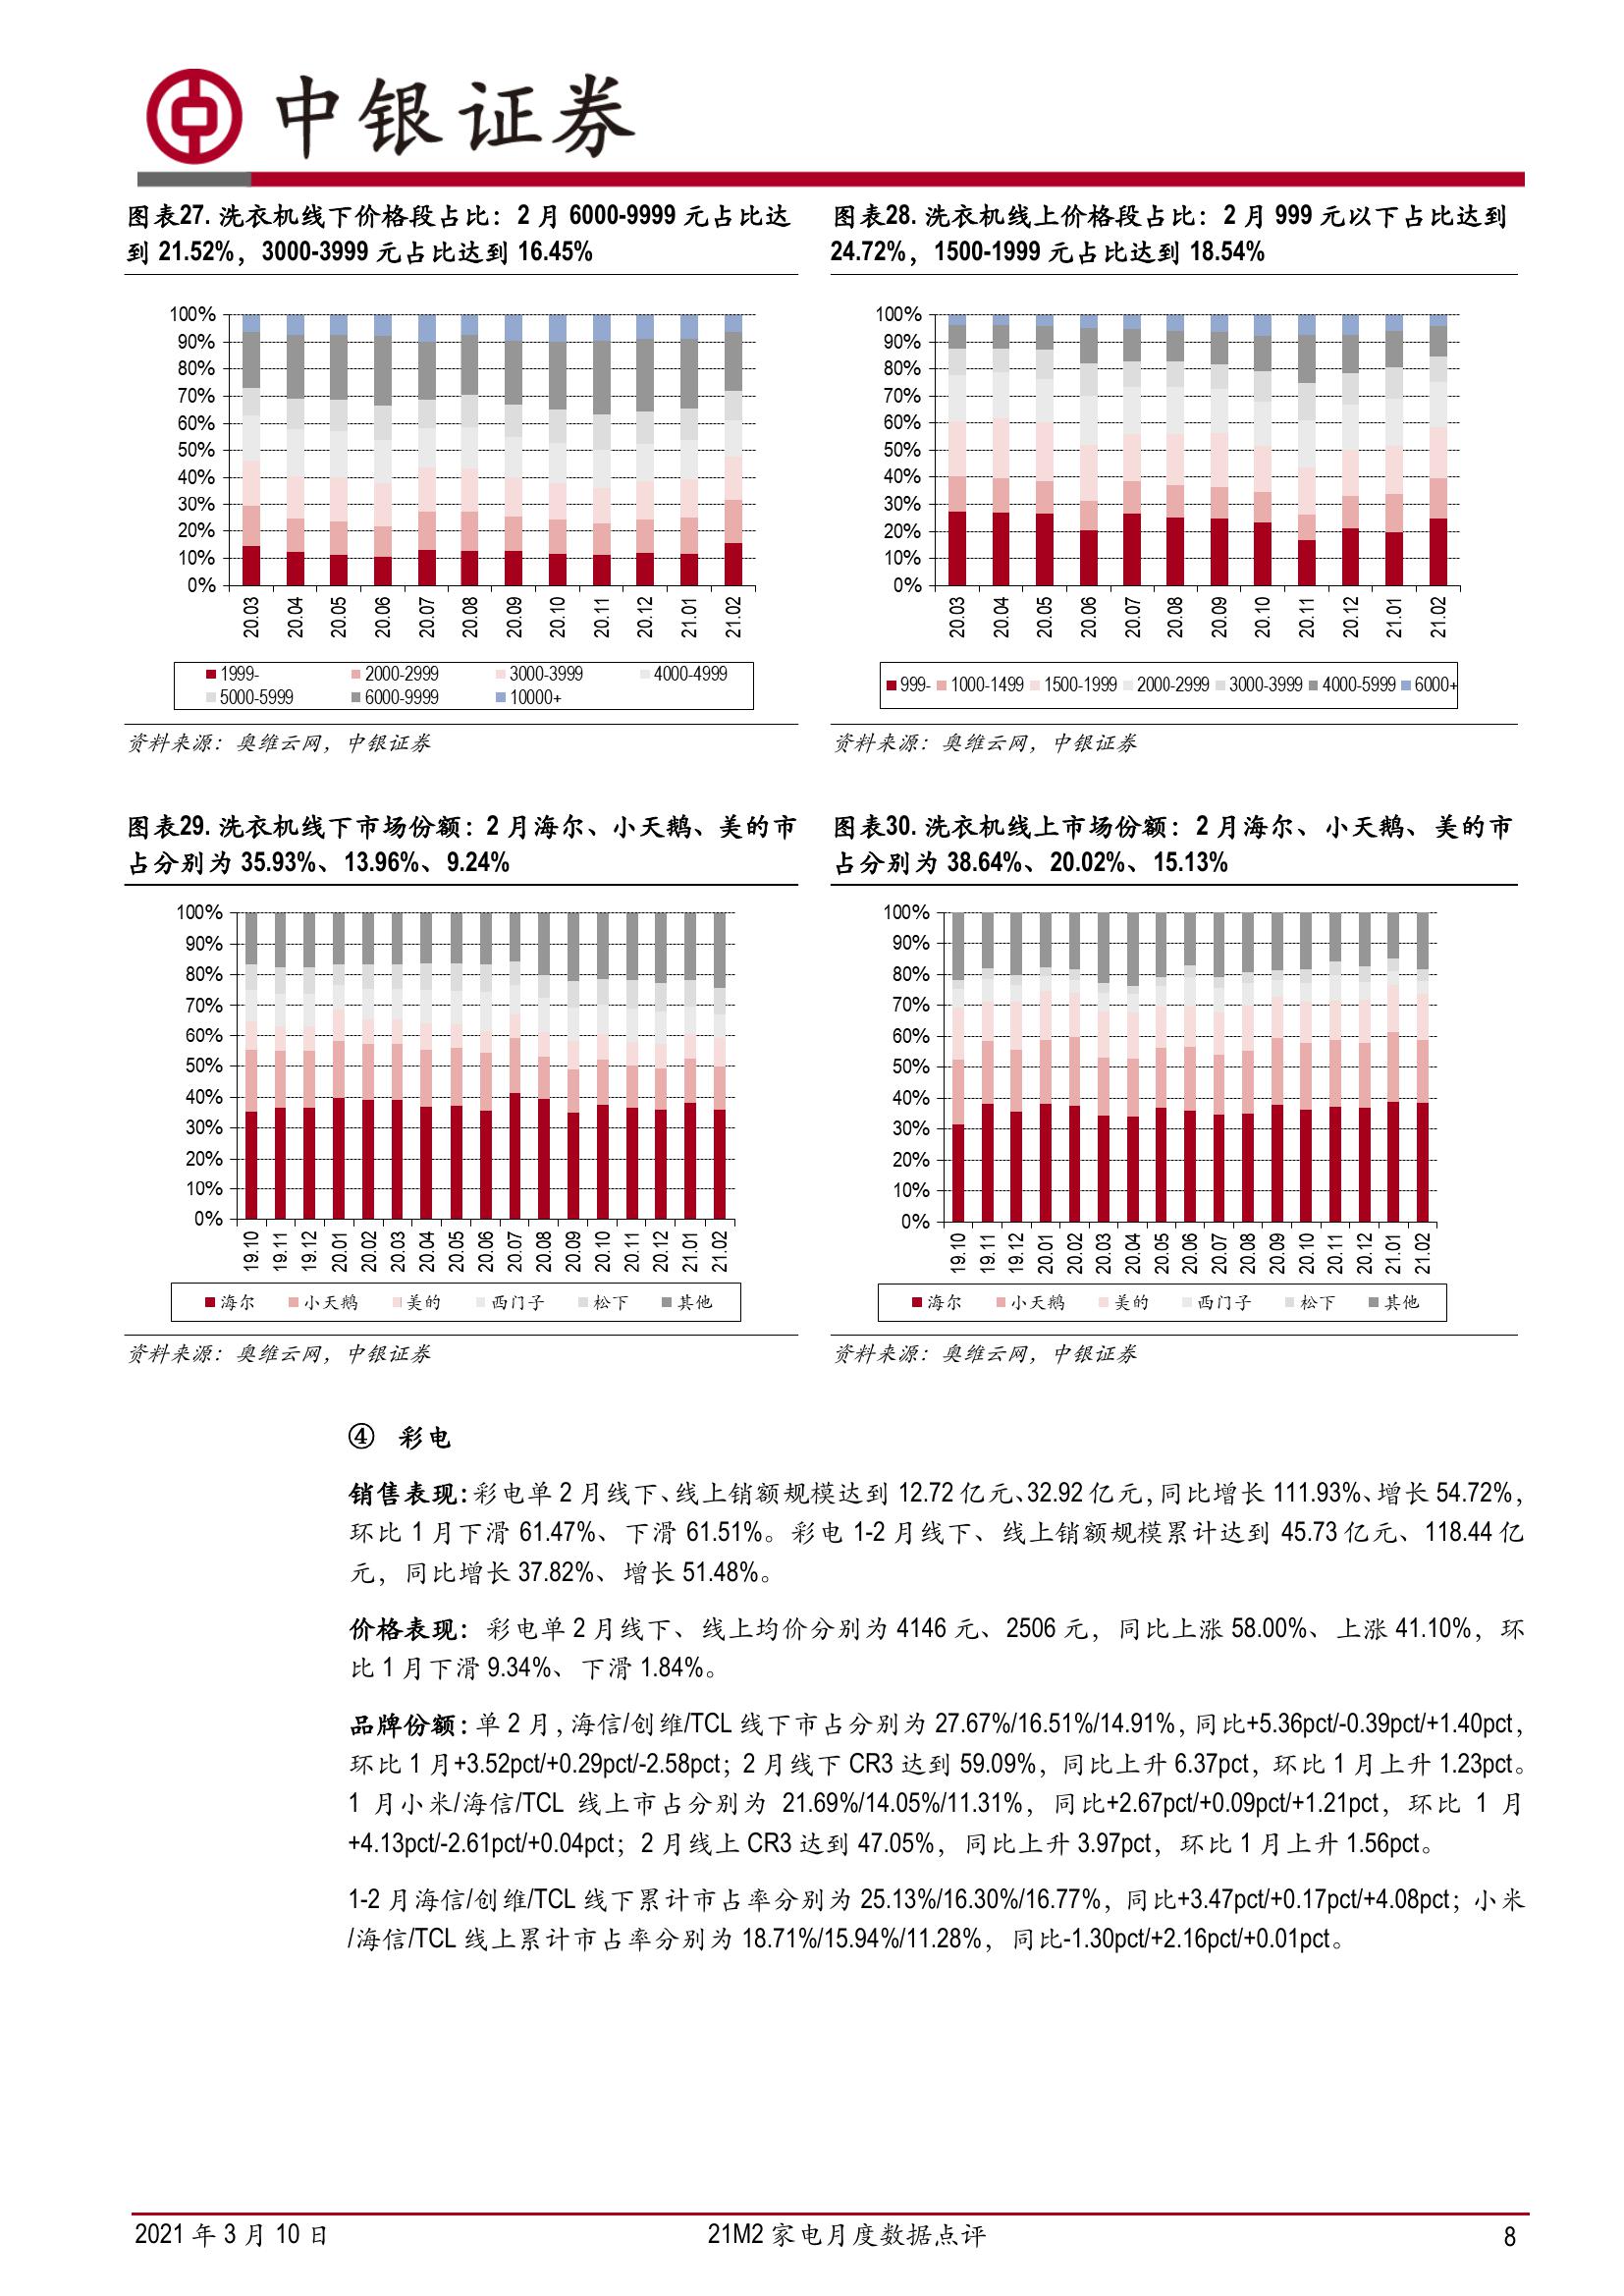 中银证券
图表27. 洗衣机线下价格段占比：2 月 6000-9999 元占比达
到 21.52%，3000-3999 元占比达到 16.45%
100%
90%
80%
70%
60%
50%
40%
30%
20%
10%
0%
20.03 20.04 20.05 20.06 20.07 20.08 20.09 20.10 20.11 20.12 21.01 21.02
1999- 2000-2999 3000-3999 4000-4999
5000-5999 6000-9999 10000+
资料来源：奥维云网，中银证券
图表28. 洗衣机线上价格段占比：2 月 999 元以下占比达到
24.72%，1500-1999 元占比达到 18.54%
100%
90%
80%
70%
60%
50%
40%
30%
20%
10%
0%
20.03 20.04 20.05 20.06 20.07 20.08 20.09 20.10 20.11 20.12 21.01 21.02
999- 1000-1499 1500-1999 2000-2999 3000-3999 4000-5999 6000+
资料来源：奥维云网，中银证券
图表29. 洗衣机线下市场份额：2 月海尔、小天鹅、美的市
占分别为 35.93%、13.96%、9.24%
100%
90%
80%
70%
60%
50%
40%
30%
20%
10%
0%
19.10 19.11 19.12 20.01 20.02 20.03 20.04 20.05 20.06 20.07 20.08 20.09 20.10 20.11 20.12 21.01 21.02
海尔 小天鹅 美的 西门子 松下 其他
资料来源：奥维云网，中银证券
图表30. 洗衣机线上市场份额：2 月海尔、小天鹅、美的市
占分别为 38.64%、20.02%、15.13%
100%
90%
80%
70%
60%
50%
40%
30%
20%
10%
0%
19.10 19.11 19.12 20.01 20.02 20.03 20.04 20.05 20.06 20.07 20.08 20.09 20.10 20.11 20.12 21.01 21.02
海尔 小天鹅 美的 西门子 松下 其他
资料来源：奥维云网，中银证券
④ 彩电
销售表现：彩电单 2 月线下、线上销额规模达到 12.72 亿元、32.92 亿元，同比增长 111.93%、增长 54.72%，
环比 1 月下滑 61.47%、下滑 61.51%。彩电 1-2 月线下、线上销额规模累计达到 45.73 亿元、118.44 亿
元，同比增长 37.82%、增长 51.48%。
价格表现：彩电单 2 月线下、线上均价分别为 4146 元、2506 元，同比上涨 58.00%、上涨 41.10%，环
比 1 月下滑 9.34%、下滑 1.84%。
品牌份额：单 2 月，海信/创维/TCL 线下市占分别为 27.67%/16.51%/14.91%，同比+5.36pct/-0.39pct/+1.40pct，
环比 1 月+3.52pct/+0.29pct/-2.58pct；2 月线下 CR3 达到 59.09%，同比上升 6.37pct，环比 1 月上升 1.23pct。
1 月小米/海信/TCL 线上市占分别为 21.69%/14.05%/11.31%，同比+2.67pct/+0.09pct/+1.21pct，环比 1 月
+4.13pct/-2.61pct/+0.04pct；2 月线上 CR3 达到 47.05%，同比上升 3.97pct，环比 1 月上升 1.56pct。
1-2 月海信/创维/TCL 线下累计市占率分别为 25.13%/16.30%/16.77%，同比+3.47pct/+0.17pct/+4.08pct；小米
/海信/TCL 线上累计市占率分别为 18.71%/15.94%/11.28%，同比-1.30pct/+2.16pct/+0.01pct。
2021 年 3 月 10 日 21M2 家电月度数据点评 8